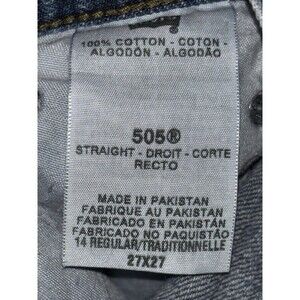 100% COTTON - COTON -
ALGODÓN - ALGODÃO
505®
STRAIGHT - DROIT - CORTE
RECTO
MADE IN PAKISTAN
FABRIQUE AU PAKISTAN
FABRICADO EN PAKISTAN
FABRICADO NO PAQUISTÃO
14 REGULAR/TRADITIONNELLE
27X27